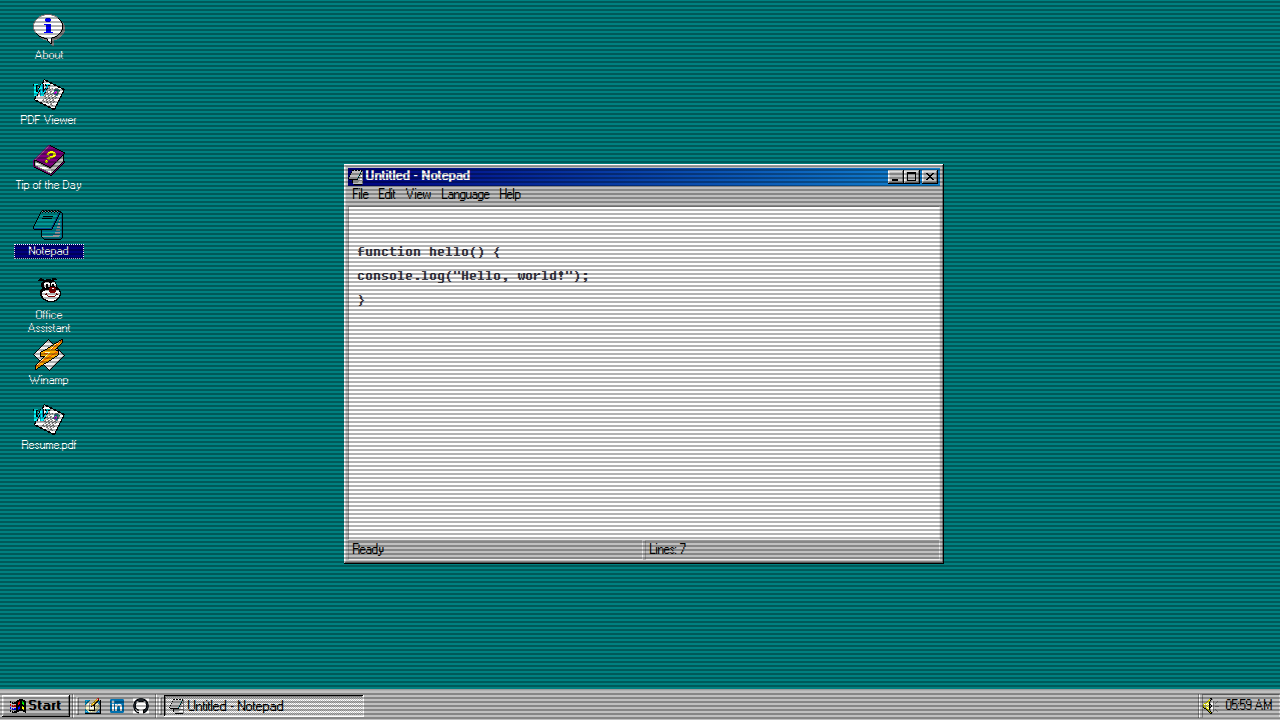 About
PDF Viewer
Tip of the Day
Notepad
Office
Assistant
Winamp
Resume.pdf
Untitled - Notepad
File Edit View Language Help
function hello() {
console.log("Hello, world!");
}
Ready
Lines: 7
Start
Untitled - Notepad
05:59 AM